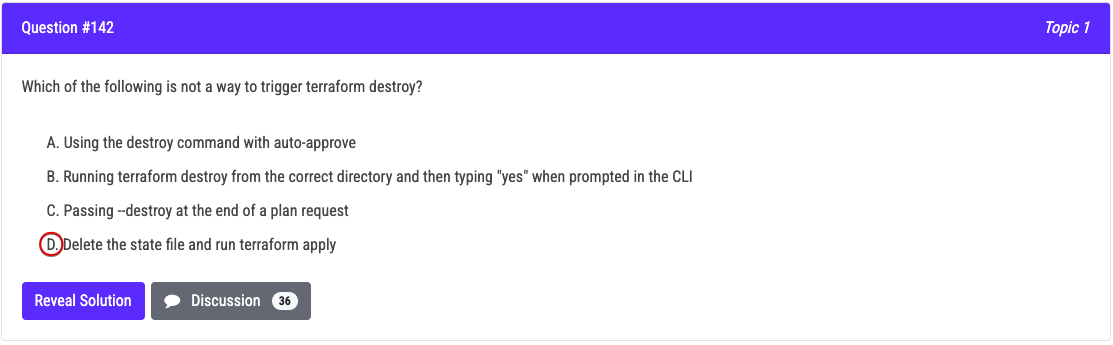 Question #142
Topic 1
Which of the following is not a way to trigger terraform destroy?
A. Using the destroy command with auto-approve
B. Running terraform destroy from the correct directory and then typing "yes" when prompted in the CLI
C. Passing --destroy at the end of a plan request
D. Delete the state file and run terraform apply
Reveal Solution
Discussion 36